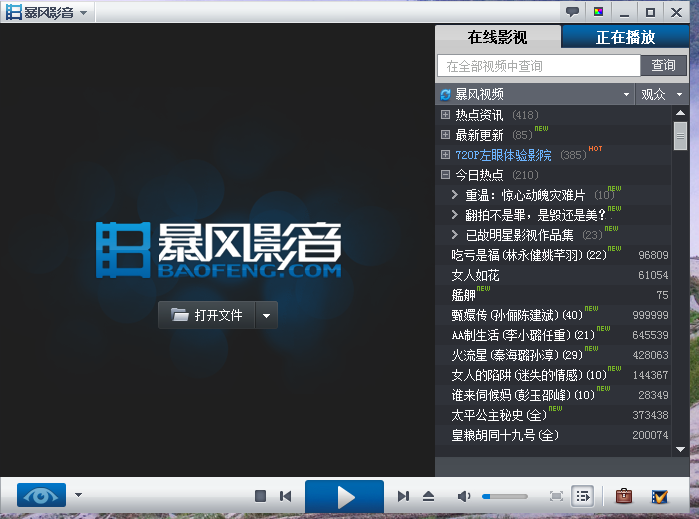 暴风影音
在线影视
正在播放
在全部视频中查询
查询
暴风视频
观众
热点资讯 (418)
最新更新 (85) NEW
720P左眼体验影院 (385) HOT
今日热点 (210)
重温：惊心动魄灾难片 (10) NEW
翻拍不是罪，是毁还是美? NEW
已故明星影视作品集 (23) NEW
吃亏是福(林永健姚芊羽)(22) NEW 96809
女人如花 61054
艋舺 NEW 75
甄嬛传(孙俪陈建斌)(40) NEW 999999
AA制生活(李小璐任重)(21) NEW 645539
火流星(秦海璐孙淳)(29) NEW 428063
女人的陷阱(迷失的情感)(10) NEW 144367
谁来伺候妈(彭玉邵峰)(10) NEW 28349
太平公主秘史(全) NEW 373438
皇粮胡同十九号(全) 200074
暴风影音
BAOFENG.COM
打开文件